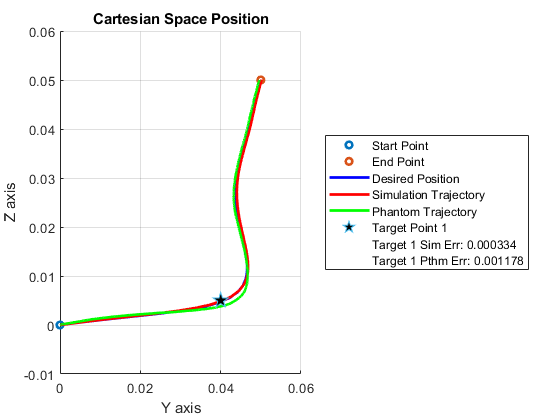 Cartesian Space Position
0.06
0.05
0.04
0.03
0.02
0.01
0
-0.01
Z axis
0
0.02
0.04
0.06
Y axis
Start Point
End Point
Desired Position
Simulation Trajectory
Phantom Trajectory
Target Point 1
Target 1 Sim Err: 0.000334
Target 1 Pthm Err: 0.001178